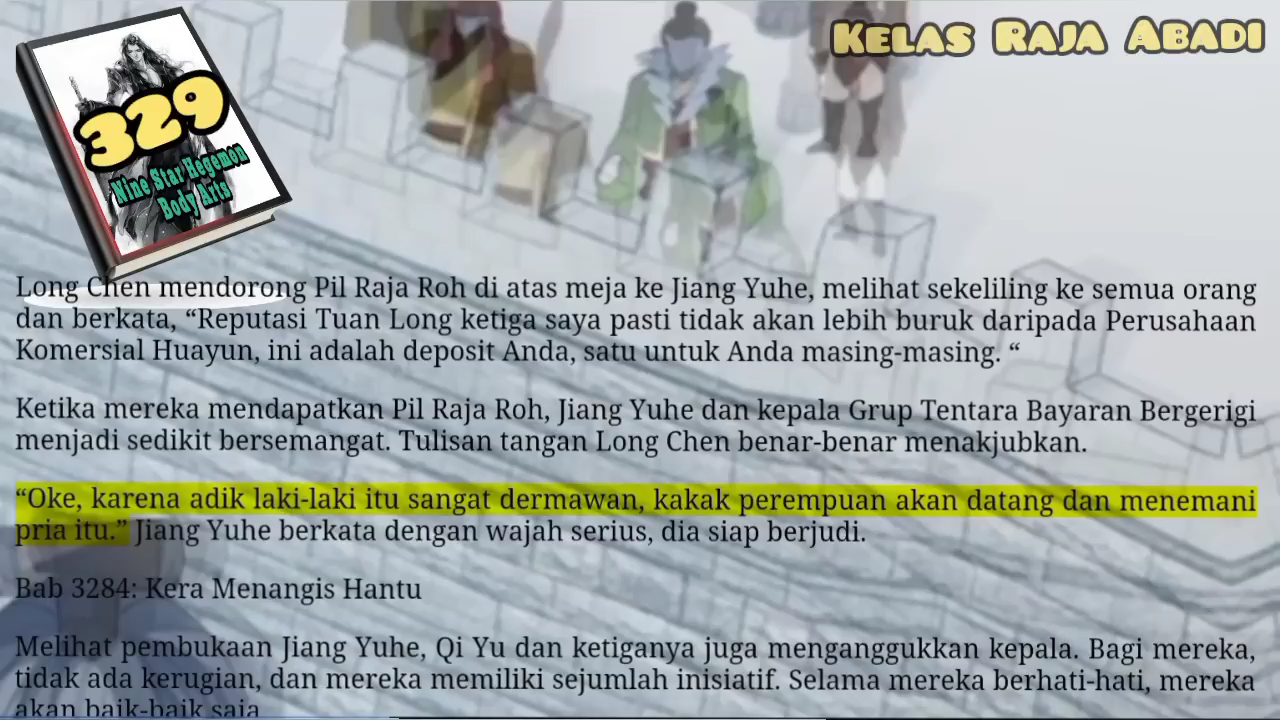 KELAS RAJA ABADI
329
Nine Star Hegemon
Body Arts
Long Chen mendorong Pil Raja Roh di atas meja ke Jiang Yuhe, melihat sekeliling ke semua orang
dan berkata, “Reputasi Tuan Long ketiga saya pasti tidak akan lebih buruk daripada Perusahaan
Komersial Huayun, ini adalah deposit Anda, satu untuk Anda masing-masing. “
Ketika mereka mendapatkan Pil Raja Roh, Jiang Yuhe dan kepala Grup Tentara Bayaran Bergerigi
menjadi sedikit bersemangat. Tulisan tangan Long Chen benar-benar menakjubkan.
“Oke, karena adik laki-laki itu sangat dermawan, kakak perempuan akan datang dan menemani
pria itu.” Jiang Yuhe berkata dengan wajah serius, dia siap berjudi.
Bab 3284: Kera Menangis Hantu
Melihat pembukaan Jiang Yuhe, Qi Yu dan ketiganya juga menganggukkan kepala. Bagi mereka,
tidak ada kerugian, dan mereka memiliki sejumlah inisiatif. Selama mereka berhati-hati, mereka
akan baik-baik saja